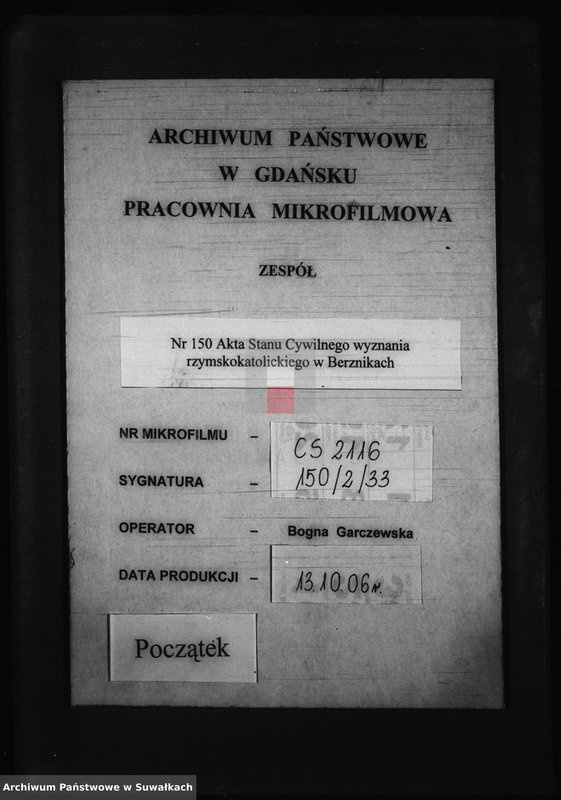 ARCHIWUM PAŃSTWOWE
W GDAŃSKU
PRACOWNIA MIKROFILMOWA
ZESPÓŁ
Nr 150 Akta Stanu Cywilnego wyznania
rzymskokatolickiego w Berznikach
NR MIKROFILMU – CS 2116
SYGNATURA – 150/2/33
OPERATOR – Bogna Garczewska
DATA PRODUKCJI – 13.10.06r.
Początek
Archiwum Państwowe w Suwałkach